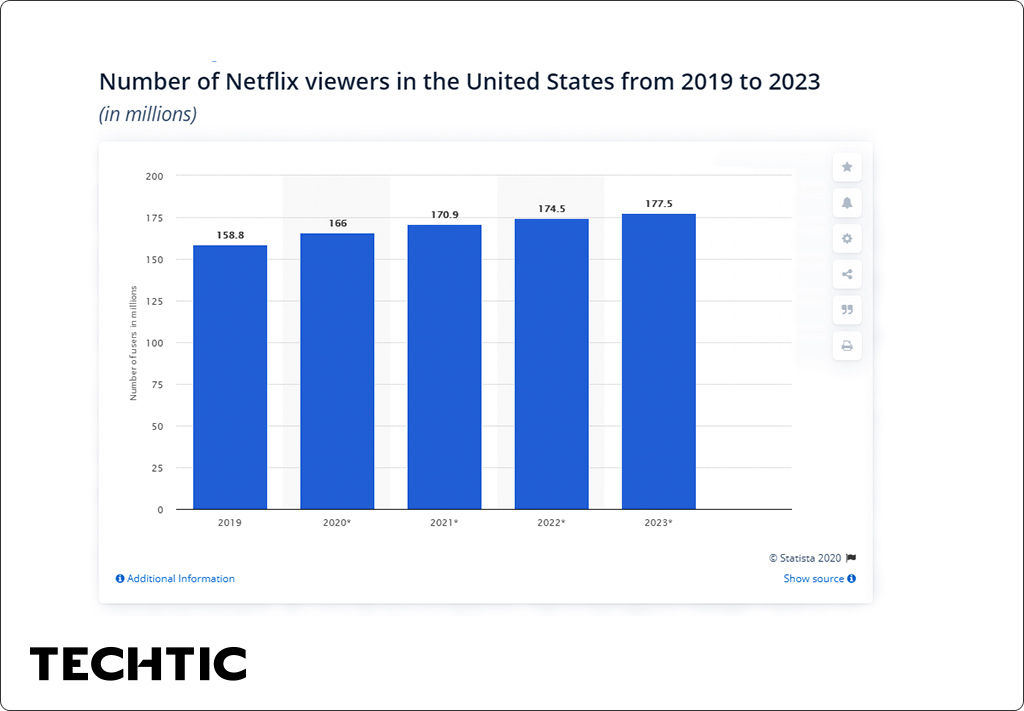 Number of Netflix viewers in the United States from 2019 to 2023
(in millions)
Number of users in millions
200
175
150
125
100
75
50
25
0
158.8
166
170.9
174.5
177.5
2019
2020*
2021*
2022*
2023*
© Statista 2020
Additional Information
Show source
TECHTIC